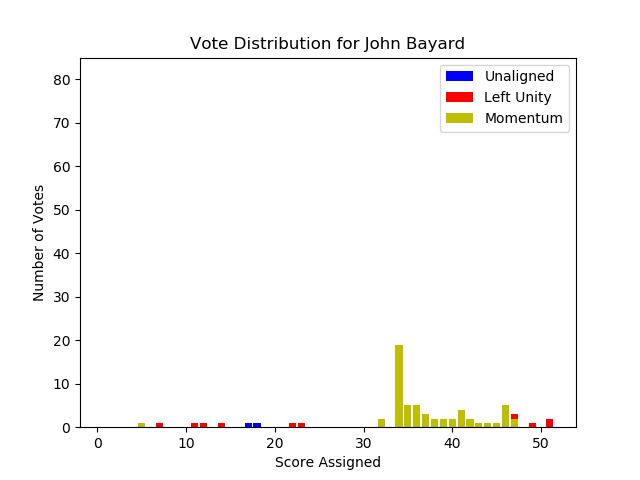 Vote Distribution for John Bayard
80
70
60
50
40
30
20
10
0
Number of Votes
Unaligned
Left Unity
Momentum
0 10 20 30 40 50
Score Assigned